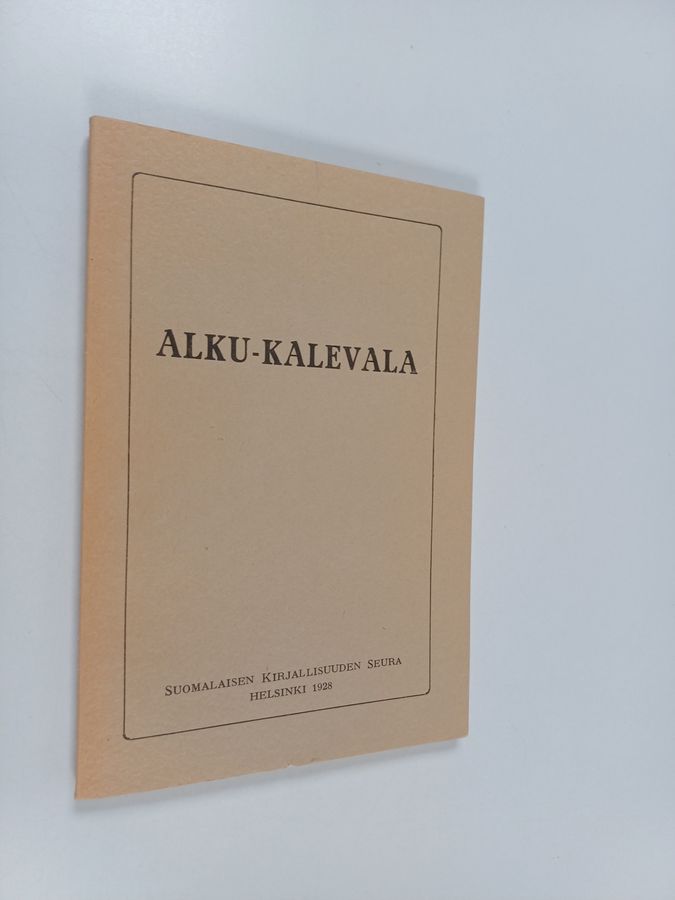 ALKU-KALEVALA
SUOMALAISEN KIRJALLISUUDEN SEURA
HELSINKI 1928